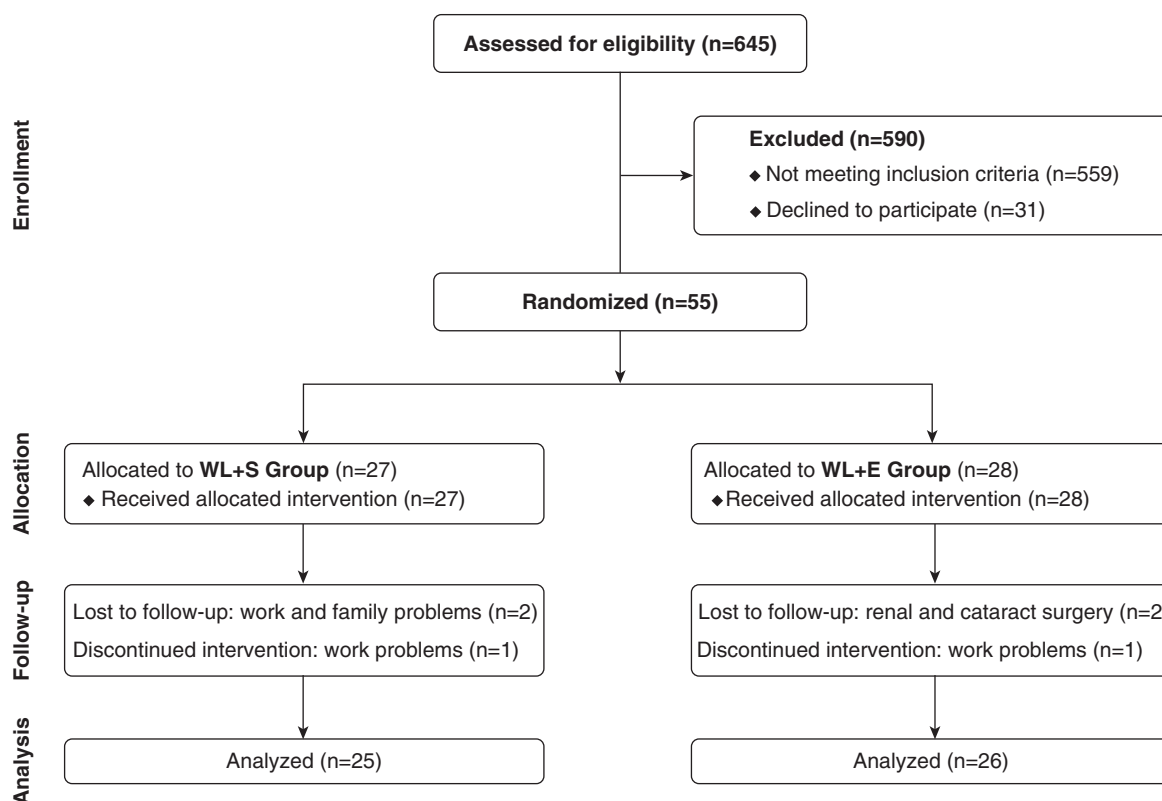 Assessed for eligibility (n=645)
Enrollment
Excluded (n=590)
◆ Not meeting inclusion criteria (n=559)
◆ Declined to participate (n=31)
Randomized (n=55)
Allocation
Allocated to WL+S Group (n=27)
◆ Received allocated intervention (n=27)
Allocated to WL+E Group (n=28)
◆ Received allocated intervention (n=28)
Follow-up
Lost to follow-up: work and family problems (n=2)
Discontinued intervention: work problems (n=1)
Lost to follow-up: renal and cataract surgery (n=2
Discontinued intervention: work problems (n=1)
Analysis
Analyzed (n=25)
Analyzed (n=26)